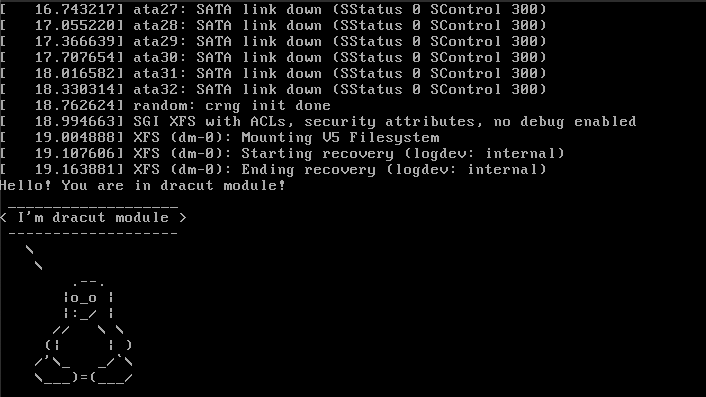 [   16.743217] ata27: SATA link down (SStatus 0 SControl 300)
[   17.055220] ata28: SATA link down (SStatus 0 SControl 300)
[   17.366639] ata29: SATA link down (SStatus 0 SControl 300)
[   17.707654] ata30: SATA link down (SStatus 0 SControl 300)
[   18.016582] ata31: SATA link down (SStatus 0 SControl 300)
[   18.330314] ata32: SATA link down (SStatus 0 SControl 300)
[   18.762624] random: crng init done
[   18.994663] SGI XFS with ACLs, security attributes, no debug enabled
[   19.004888] XFS (dm-0): Mounting V5 Filesystem
[   19.107606] XFS (dm-0): Starting recovery (logdev: internal)
[   19.163881] XFS (dm-0): Ending recovery (logdev: internal)
Hello! You are in dracut module!
 ___________________
< I'm dracut module >
 -------------------
   \
    \
        .--.
       |o_o |
       |:_/ |
      //   \ \
     (|     | )
    /'\_   _/`\
    \___)=(___/